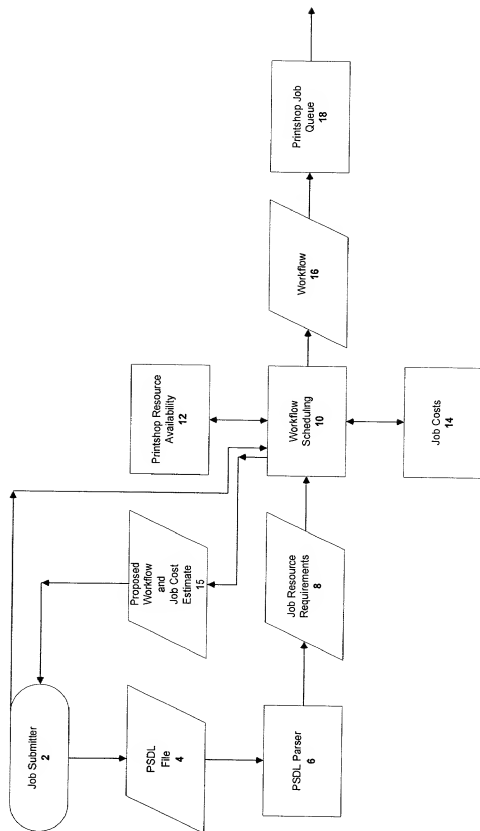 Job Submitter
2
PSDL
File
4
PSDL Parser
6
Job Resource
Requirements
8
Proposed
Workflow
and
Job Cost
Estimate
15
Printshop Resource
Availability
12
Workflow
Scheduling
10
Job Costs
14
Workflow
16
Printshop Job
Queue
18